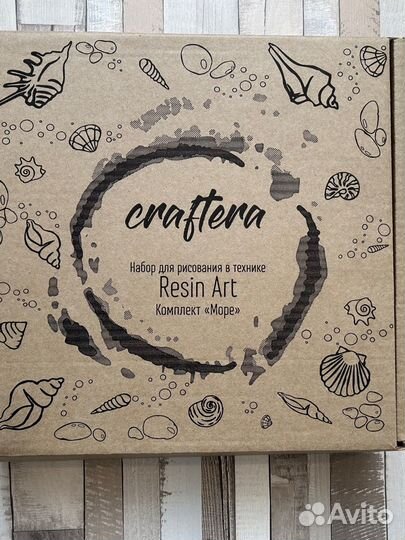 craftera
Набор для рисования в технике
Resin Art
Комплект «Море»
Avito